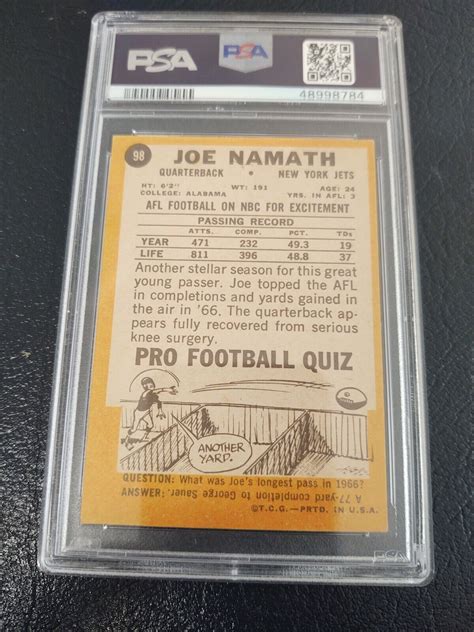 PSA
PSA
48998784
98
JOE NAMATH
QUARTERBACK • NEW YORK JETS
HT: 6'2" WT: 191 AGE: 24
COLLEGE: ALABAMA YRS. IN AFL: 3
AFL FOOTBALL ON NBC FOR EXCITEMENT
PASSING RECORD
ATTS. COMP. PCT. TDs
YEAR 471 232 49.3 19
LIFE 811 396 48.8 37
Another stellar season for this great
young passer. Joe topped the AFL
in completions and yards gained in
the air in '66. The quarterback ap-
pears fully recovered from serious
knee surgery.
PRO FOOTBALL QUIZ
ANOTHER
YARD.
QUESTION: What was Joe's longest pass in 1966?
ANSWER: A 77-yard completion to George Sauer.
©T.C.G.—PRTD. IN U.S.A.
PSA